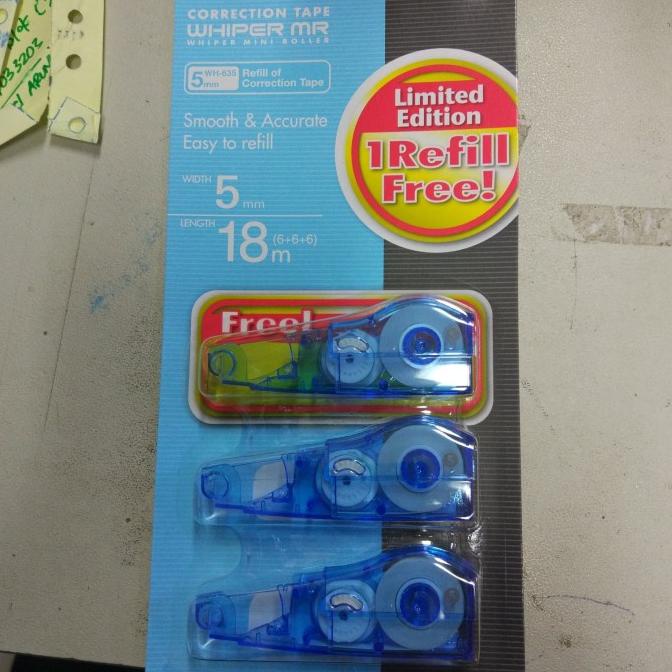 CORRECTION TAPE
WHIPER MR
WHIPER MINI ROLLER
5mm WH-635 Refill of Correction Tape
Smooth & Accurate
Easy to refill
WIDTH 5mm
LENGTH 18m (6+6+6)
Limited
Edition
1Refill
Free!
Free!